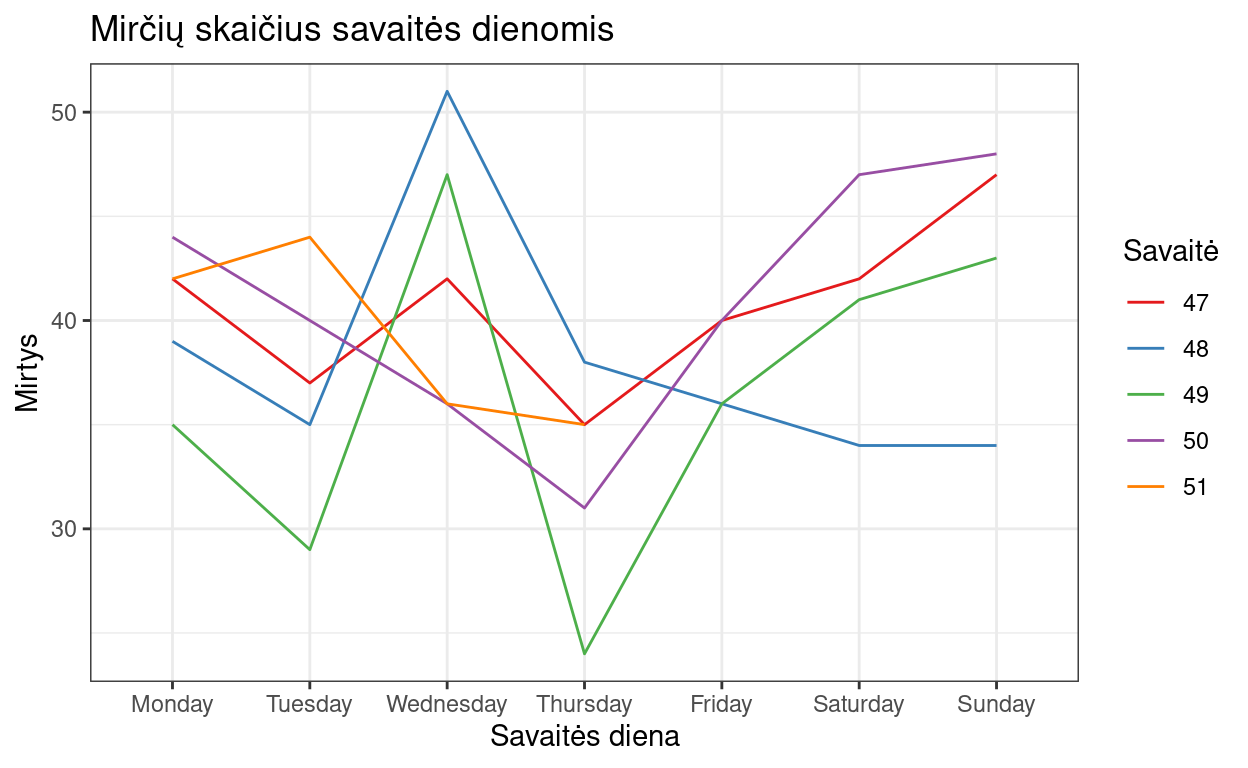 Mirčių skaičius savaitės dienomis
Mirtys
50
40
30
Monday Tuesday Wednesday Thursday Friday Saturday Sunday
Savaitės diena
Savaitė
47
48
49
50
51